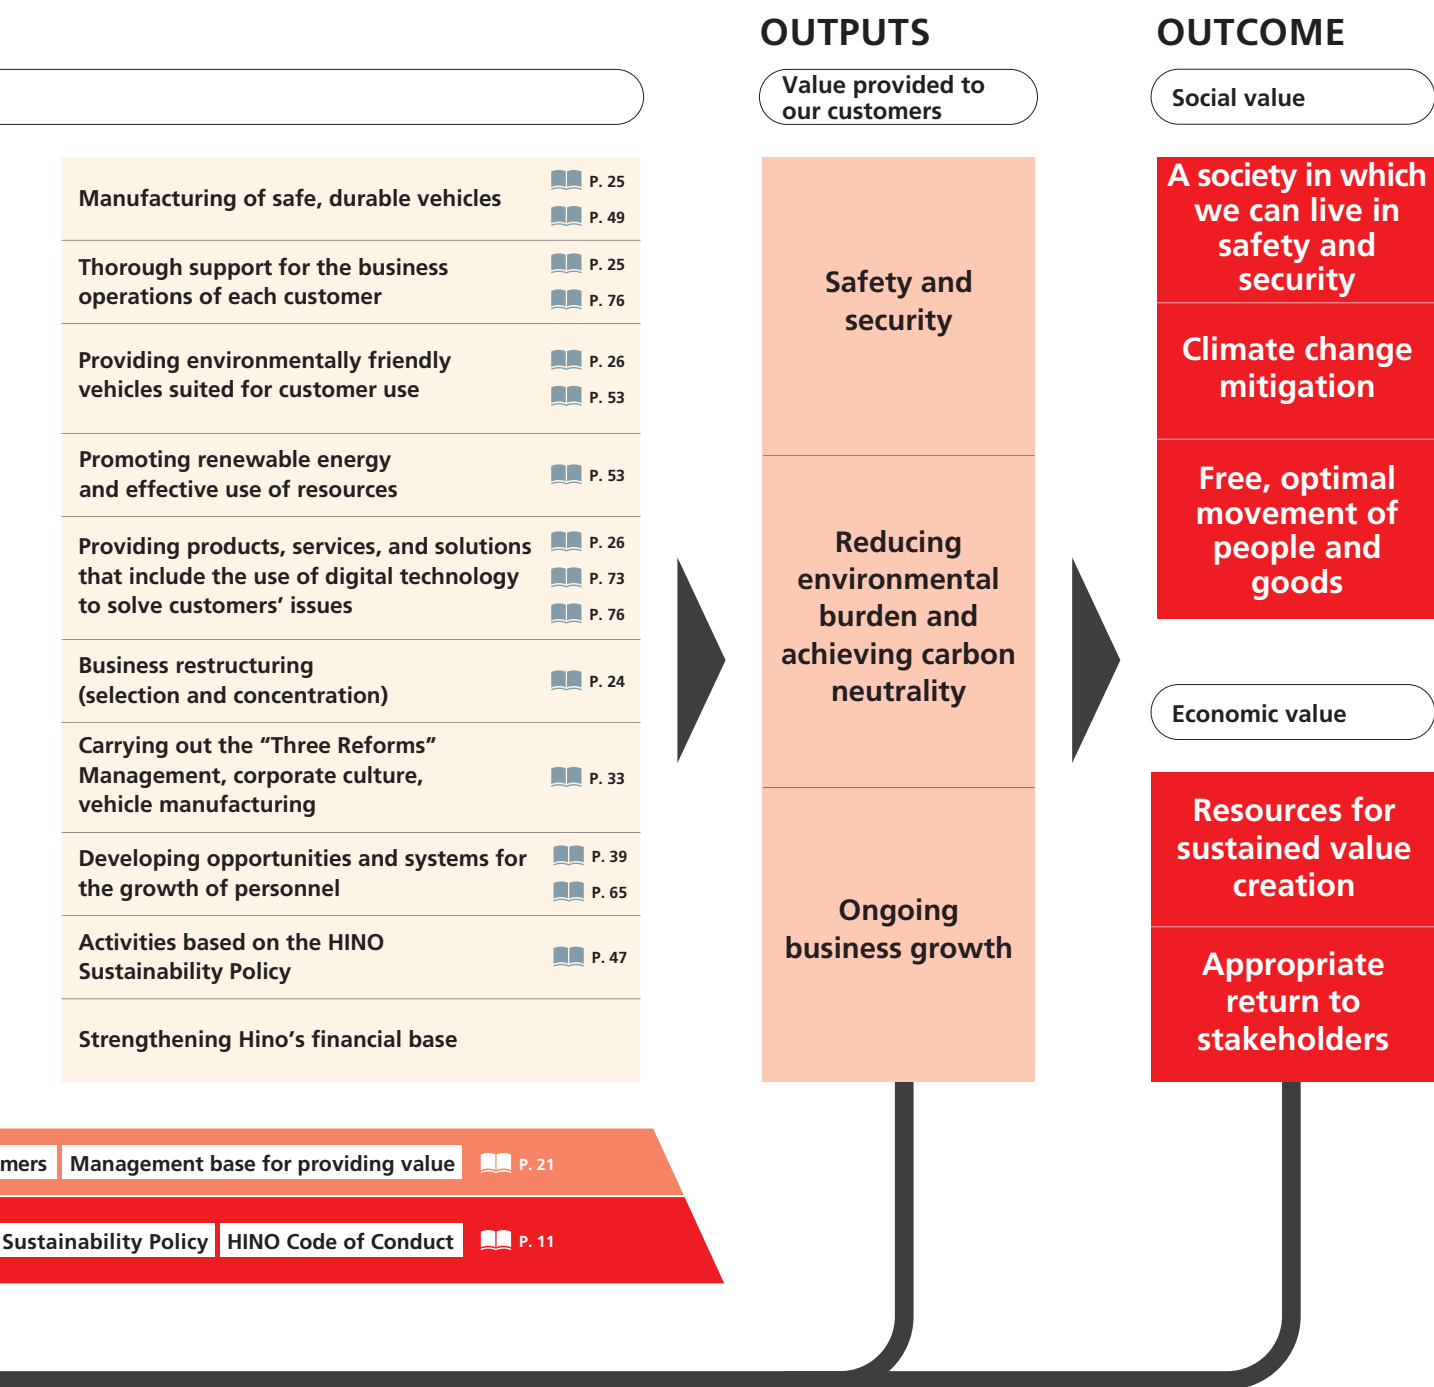 OUTPUTS
Value provided to
our customers
OUTCOME
Social value
Manufacturing of safe, durable vehicles
P. 25
P. 49
Thorough support for the business
operations of each customer
P. 25
P. 76
Providing environmentally friendly
vehicles suited for customer use
P. 26
P. 53
Promoting renewable energy
and effective use of resources
P. 53
Providing products, services, and solutions
that include the use of digital technology
to solve customers’ issues
P. 26
P. 73
P. 76
Business restructuring
(selection and concentration)
P. 24
Carrying out the “Three Reforms”
Management, corporate culture,
vehicle manufacturing
P. 33
Developing opportunities and systems for
the growth of personnel
P. 39
P. 65
Activities based on the HINO
Sustainability Policy
P. 47
Strengthening Hino’s financial base
Safety and
security
Reducing
environmental
burden and
achieving carbon
neutrality
Ongoing
business growth
A society in which
we can live in
safety and
security
Climate change
mitigation
Free, optimal
movement of
people and
goods
Economic value
Resources for
sustained value
creation
Appropriate
return to
stakeholders
mers
Management base for providing value
P. 21
Sustainability Policy
HINO Code of Conduct
P. 11